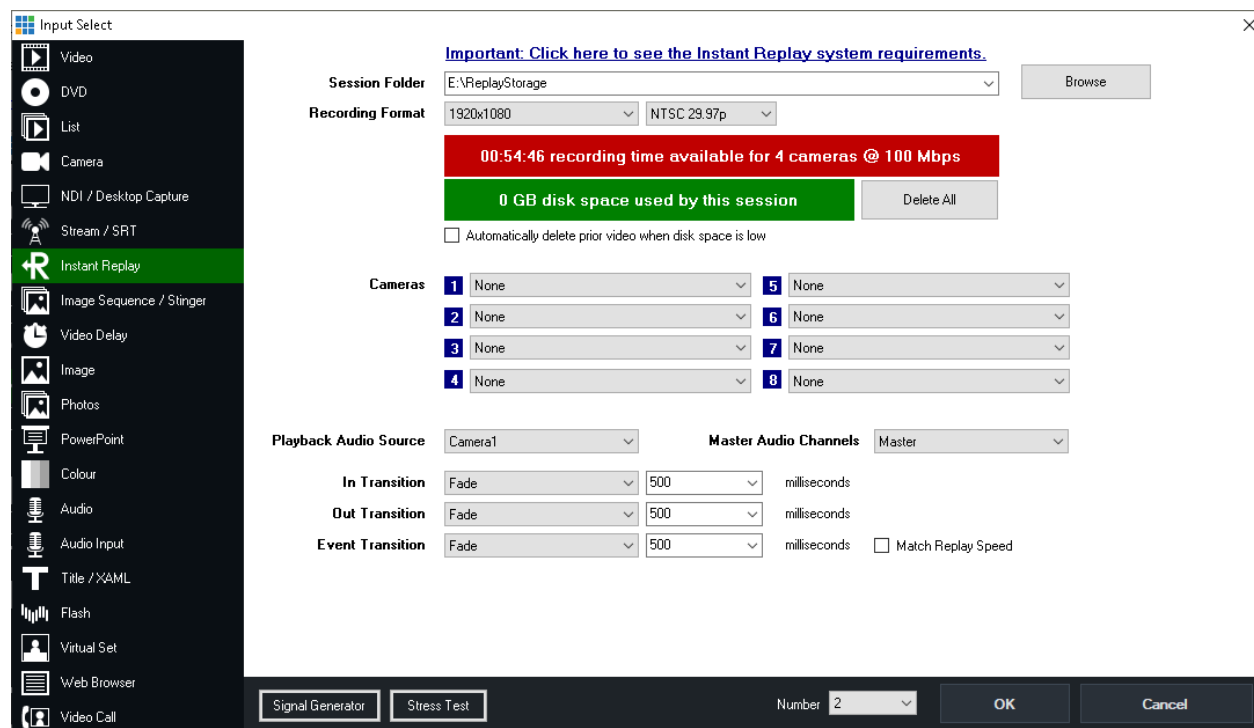 Input Select
Video
DVD
List
Camera
NDI / Desktop Capture
Stream / SRT
Instant Replay
Image Sequence / Stinger
Video Delay
Image
Photos
PowerPoint
Colour
Audio
Audio Input
Title / XAML
Flash
Virtual Set
Web Browser
Video Call
Important: Click here to see the Instant Replay system requirements.
Session Folder E:\ReplayStorage Browse
Recording Format 1920x1080 NTSC 29.97p
00:54:46 recording time available for 4 cameras @ 100 Mbps
0 GB disk space used by this session Delete All
Automatically delete prior video when disk space is low
Cameras 1 None 5 None
2 None 6 None
3 None 7 None
4 None 8 None
Playback Audio Source Camera1 Master Audio Channels Master
In Transition Fade 500 milliseconds
Out Transition Fade 500 milliseconds
Event Transition Fade 500 milliseconds Match Replay Speed
Signal Generator Stress Test Number 2 OK Cancel